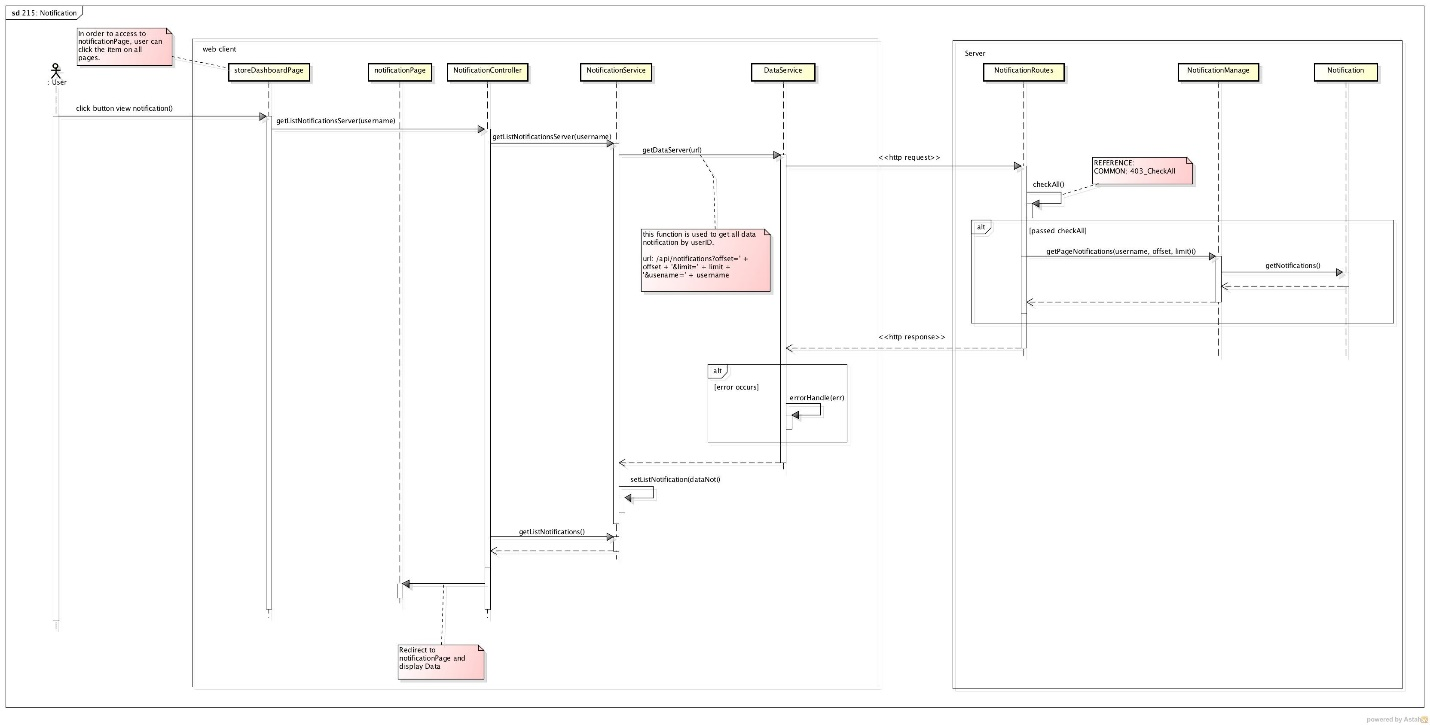 sd 215: Notification
In order to access to
notificationPage, user can
click the item on all
pages.
web client
Server
: User
storeDashboardPage
notificationPage
NotificationController
NotificationService
DataService
NotificationRoutes
NotificationManage
Notification
click button view notification()
getListNotificationsServer(username)
getListNotificationsServer(username)
getDataServer(url)
<<http request>>
REFERENCE:
COMMON: 403_CheckAll
checkAll()
alt
[passed checkAll]
getPageNotifications(username, offset, limit)()
getNotifications()
this function is used to get all data
notification by userID.
url: /api/notifications?offset=' +
offset + '&limit=' + limit +
'&usename=' + username
<<http response>>
alt
[error occurs]
errorHandle(err)
setListNotification(dataNoti)
getListNotifications()
Redirect to
notificationPage and
display Data
powered by Astah